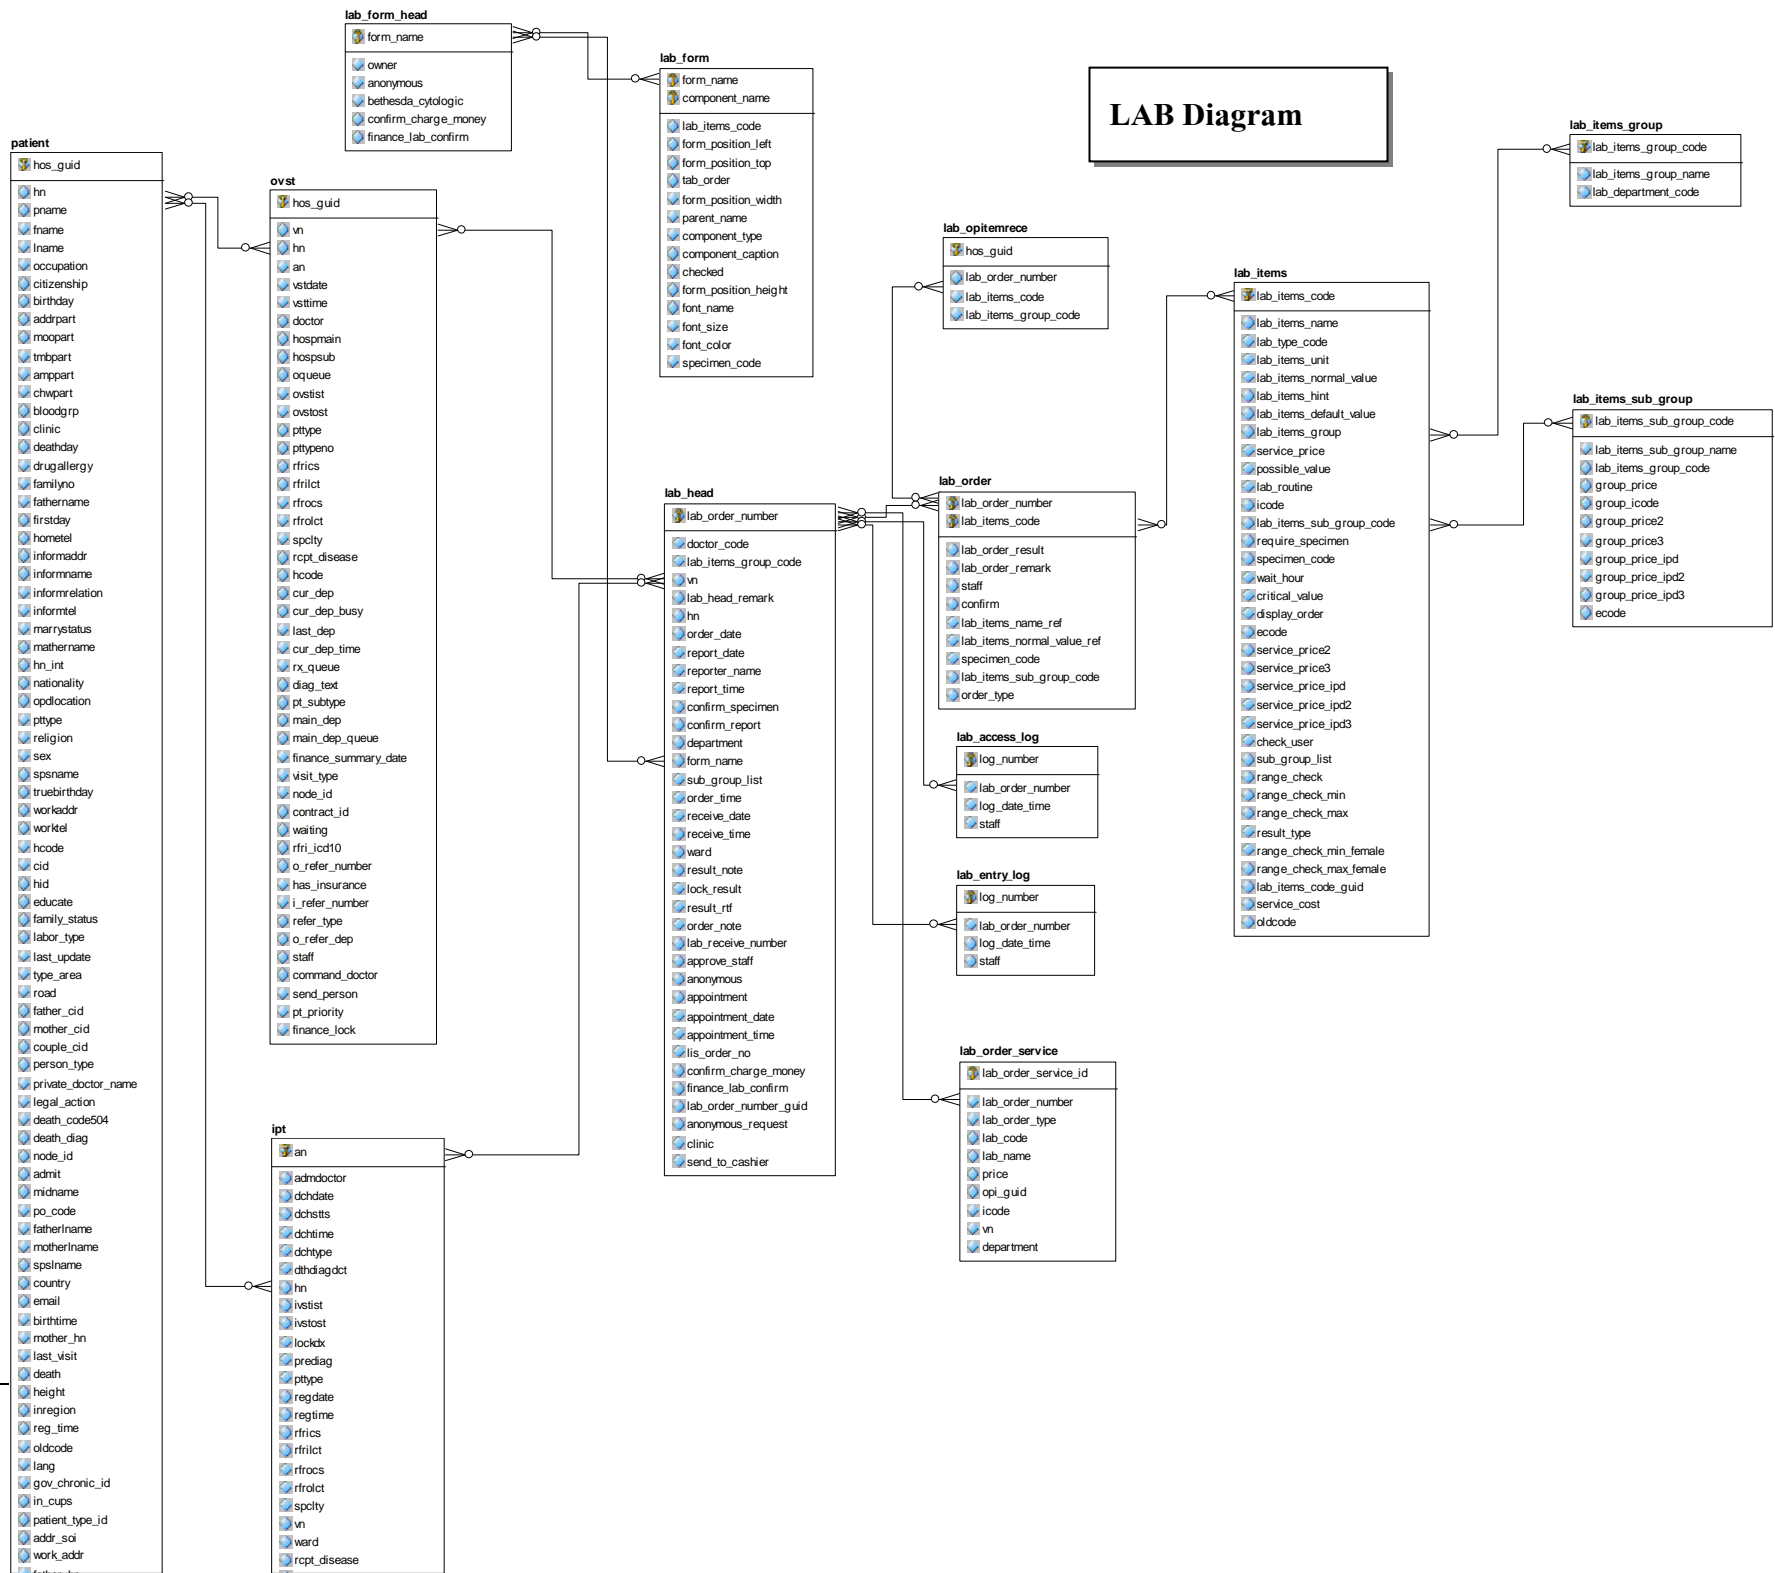 lab_form_head
form_name
owner
anonymous
bethesda_cytologic
confirm_charge_money
finance_lab_confirm
lab_form
form_name
component_name
lab_items_code
form_position_left
form_position_top
tab_order
form_position_width
parent_name
component_type
component_caption
checked
form_position_height
font_name
font_size
font_color
specimen_code
LAB Diagram
lab_items_group
lab_items_group_code
lab_items_group_name
lab_department_code
patient
hos_guid
hn
pname
fname
lname
occupation
citizenship
birthday
addrpart
moopart
tmbpart
amppart
chwpart
bloodgrp
clinic
deathday
drugallergy
familyno
fathername
firstday
hometel
informaddr
informname
informrelation
informtel
marrystatus
mathername
hn_int
nationality
opdlocation
pttype
religion
sex
spsname
truebirthday
workaddr
worktel
hcode
cid
hid
educate
family_status
labor_type
last_update
type_area
road
father_cid
mother_cid
couple_cid
person_type
private_doctor_name
legal_action
death_code504
death_diag
node_id
admit
midname
po_code
fatherlname
motherlname
spslname
country
email
birthtime
mother_hn
last_visit
death
height
inregion
reg_time
oldcode
lang
gov_chronic_id
in_cups
patient_type_id
addr_soi
work_addr
ovst
hos_guid
vn
hn
an
vstdate
vsttime
doctor
hospmain
hospsub
oqueue
ovstist
ovstost
pttype
pttypeno
rfrics
rfrilct
rfrocs
rfrolct
spclty
rcpt_disease
hcode
cur_dep
cur_dep_busy
last_dep
cur_dep_time
rx_queue
diag_text
pt_subtype
main_dep
main_dep_queue
finance_summary_date
visit_type
node_id
contract_id
waiting
rfri_icd10
o_refer_number
has_insurance
i_refer_number
refer_type
o_refer_dep
staff
command_doctor
send_person
pt_priority
finance_lock
ipt
an
admdoctor
dchdate
dchstts
dchtime
dchtype
dthdiagdct
hn
ivstist
ivstost
lockdx
prediag
pttype
regdate
regtime
rfrics
rfrilct
rfrocs
rfrolct
spclty
vn
ward
rcpt_disease
lab_head
lab_order_number
doctor_code
lab_items_group_code
vn
lab_head_remark
hn
order_date
report_date
reporter_name
report_time
confirm_specimen
confirm_report
department
form_name
sub_group_list
order_time
receive_date
receive_time
ward
result_note
lock_result
result_rtf
order_note
lab_receive_number
approve_staff
anonymous
appointment
appointment_date
appointment_time
lis_order_no
confirm_charge_money
finance_lab_confirm
lab_order_number_guid
anonymous_request
clinic
send_to_cashier
lab_opitemrece
hos_guid
lab_order_number
lab_items_code
lab_items_group_code
lab_order
lab_order_number
lab_items_code
lab_order_result
lab_order_remark
staff
confirm
lab_items_name_ref
lab_items_normal_value_ref
specimen_code
lab_items_sub_group_code
order_type
lab_access_log
log_number
lab_order_number
log_date_time
staff
lab_entry_log
log_number
lab_order_number
log_date_time
staff
lab_order_service
lab_order_service_id
lab_order_number
lab_order_type
lab_code
lab_name
price
opi_guid
icode
vn
department
lab_items
lab_items_code
lab_items_name
lab_type_code
lab_items_unit
lab_items_normal_value
lab_items_hint
lab_items_default_value
lab_items_group
service_price
possible_value
lab_routine
icode
lab_items_sub_group_code
require_specimen
specimen_code
wait_hour
critical_value
display_order
ecode
service_price2
service_price3
service_price_ipd
service_price_ipd2
service_price_ipd3
check_user
sub_group_list
range_check
range_check_min
range_check_max
result_type
range_check_min_female
range_check_max_female
lab_items_code_guid
service_cost
oldcode
lab_items_sub_group
lab_items_sub_group_code
lab_items_sub_group_name
lab_items_group_code
group_price
group_icode
group_price2
group_price3
group_price_ipd
group_price_ipd2
group_price_ipd3
ecode